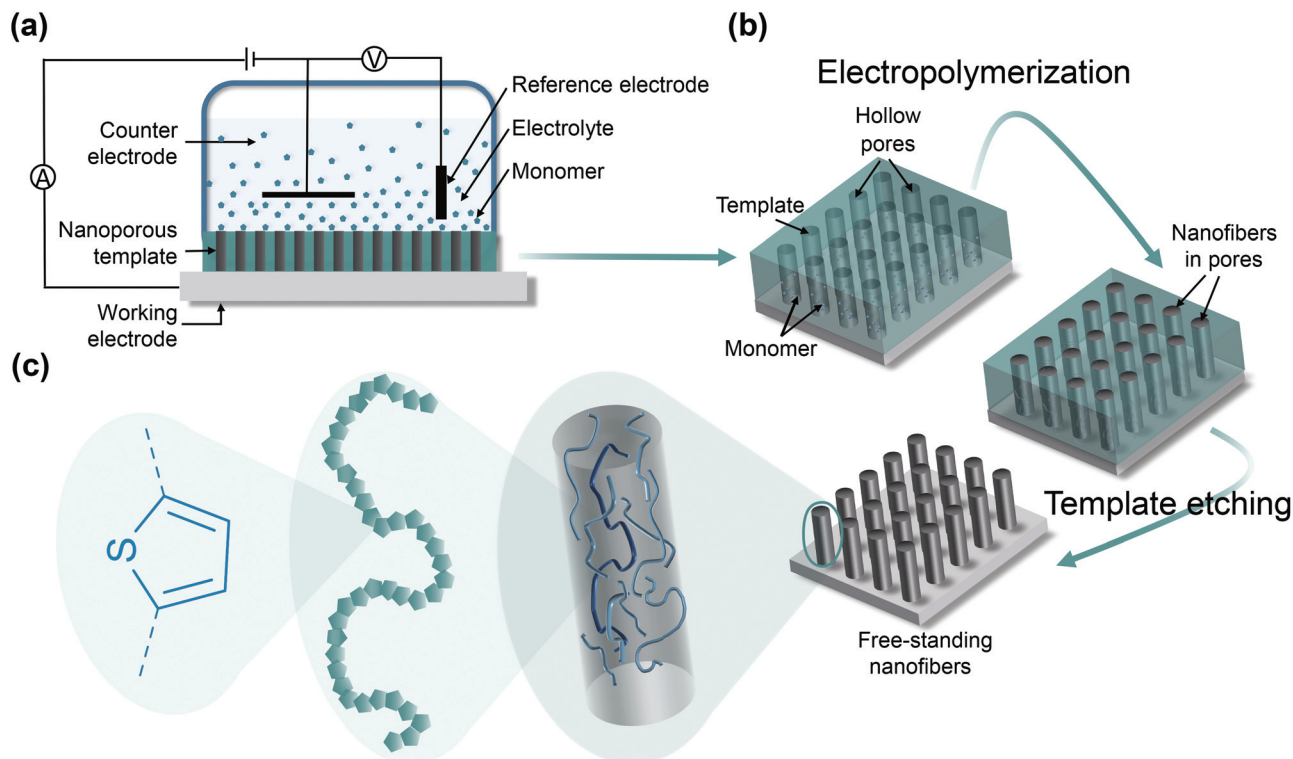 (a)
V
A
Reference electrode
Electrolyte
Monomer
Counter
electrode
Nanoporous
template
Working
electrode
(b)
Electropolymerization
Hollow
pores
Template
Monomer
Nanofibers
in pores
Template etching
Free-standing
nanofibers
(c)
S